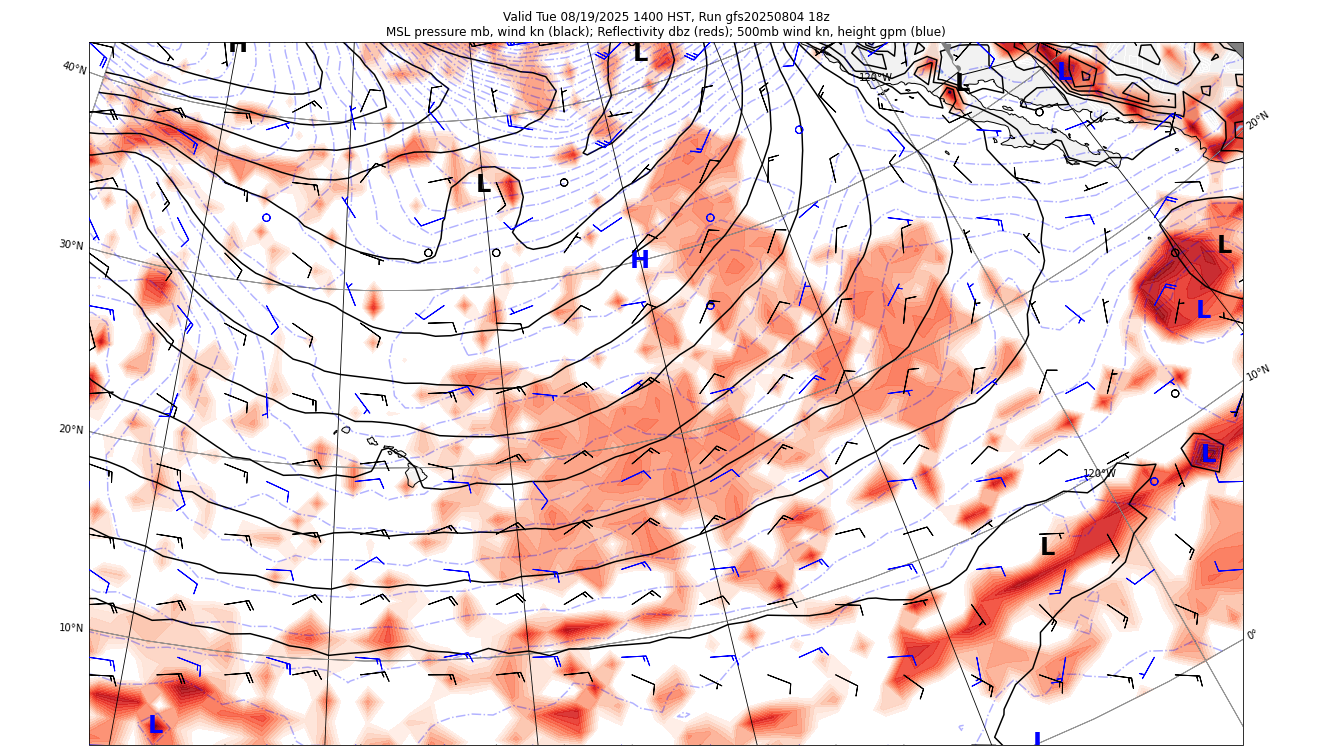 Valid Tue 08/19/2025 1400 HST, Run gfs20250804 18z
MSL pressure mb, wind kn (black); Reflectivity dbz (reds); 500mb wind kn, height gpm (blue)
H
L
40°N
120°W
L
L
20°N
L
30°N
H
L
L
10°N
20°N
L
120°W
L
10°N
0°
L
L